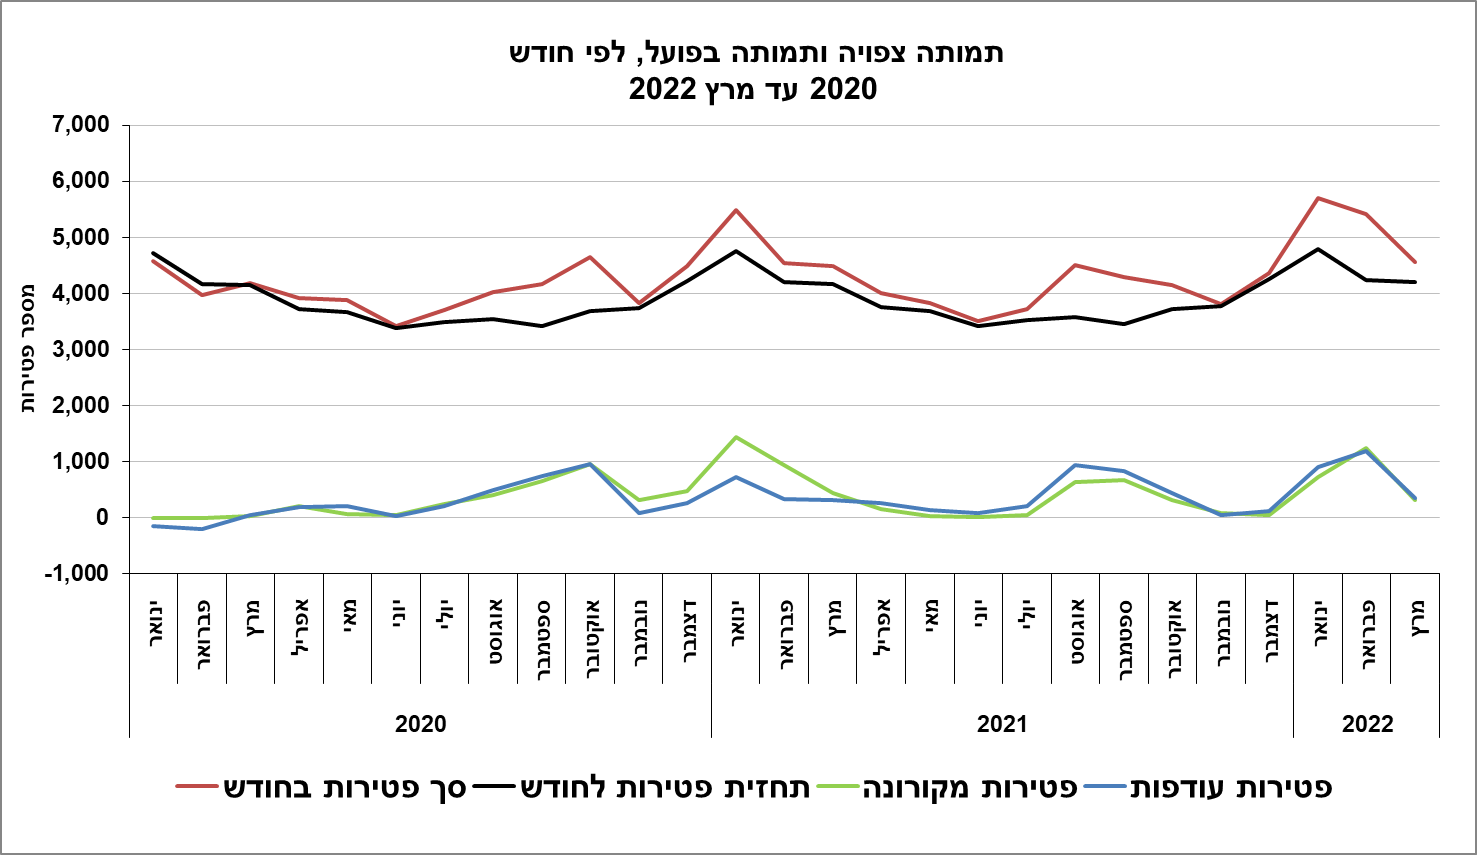 תמותה צפויה ותמותה בפועל, לפי חודש
2020 עד מרץ 2022
מספר פטירות
7,000
6,000
5,000
4,000
3,000
2,000
1,000
0
-1,000
ינואר
פברואר
מרץ
אפריל
מאי
יוני
יולי
אוגוסט
ספטמבר
אוקטובר
נובמבר
דצמבר
ינואר
פברואר
מרץ
אפריל
מאי
יוני
יולי
אוגוסט
ספטמבר
אוקטובר
נובמבר
דצמבר
ינואר
פברואר
מרץ
2020
2021
2022
סך פטירות בחודש
תחזית פטירות לחודש
פטירות מקורונה
פטירות עודפות